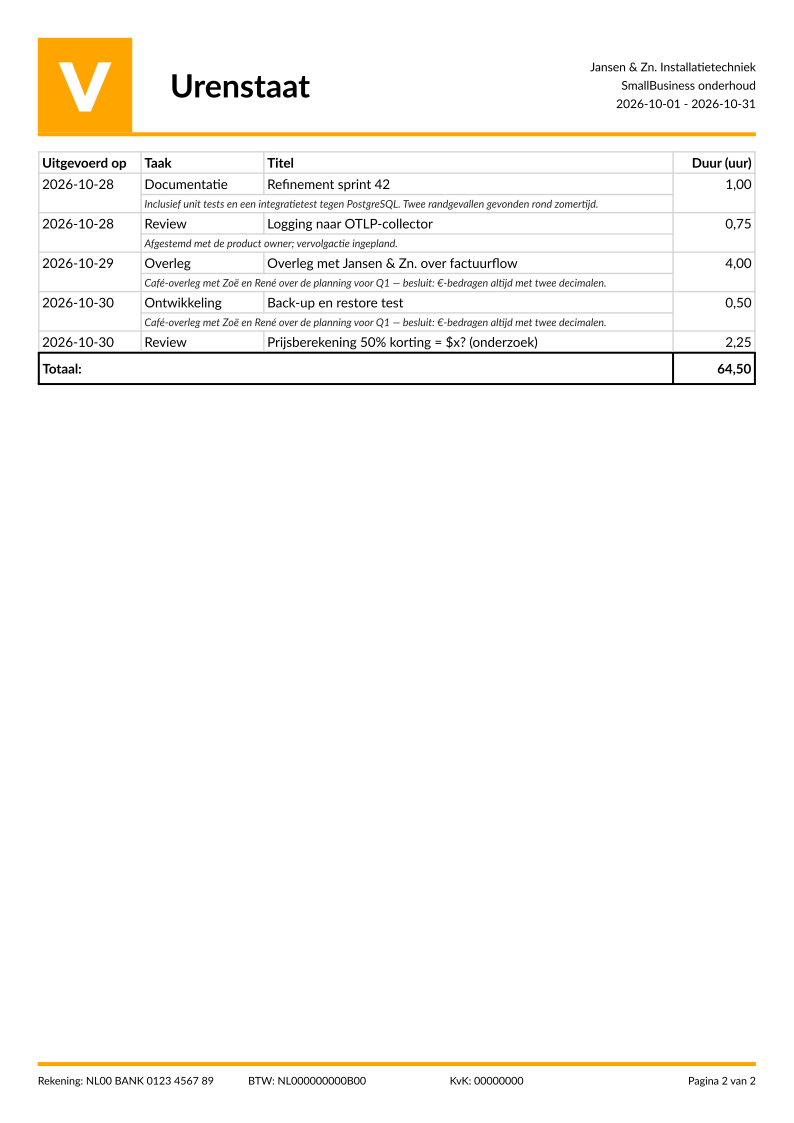 V
Urenstaat
Jansen & Zn. Installatietechniek
SmallBusiness onderhoud
2026-10-01 - 2026-10-31
Uitgevoerd op Taak Titel Duur (uur)
2026-10-28 Documentatie Refinement sprint 42 1,00
Inclusief unit tests en een integratietest tegen PostgreSQL. Twee randgevallen gevonden rond zomertijd.
2026-10-28 Review Logging naar OTLP-collector 0,75
Afgestemd met de product owner; vervolgactie ingepland.
2026-10-29 Overleg Overleg met Jansen & Zn. over factuurflow 4,00
Café-overleg met Zoë en René over de planning voor Q1 — besluit: €-bedragen altijd met twee decimalen.
2026-10-30 Ontwikkeling Back-up en restore test 0,50
Café-overleg met Zoë en René over de planning voor Q1 — besluit: €-bedragen altijd met twee decimalen.
2026-10-30 Review Prijsberekening 50% korting = $x? (onderzoek) 2,25
Totaal: 64,50
Rekening: NL00 BANK 0123 4567 89 BTW: NL000000000B00 KvK: 00000000 Pagina 2 van 2